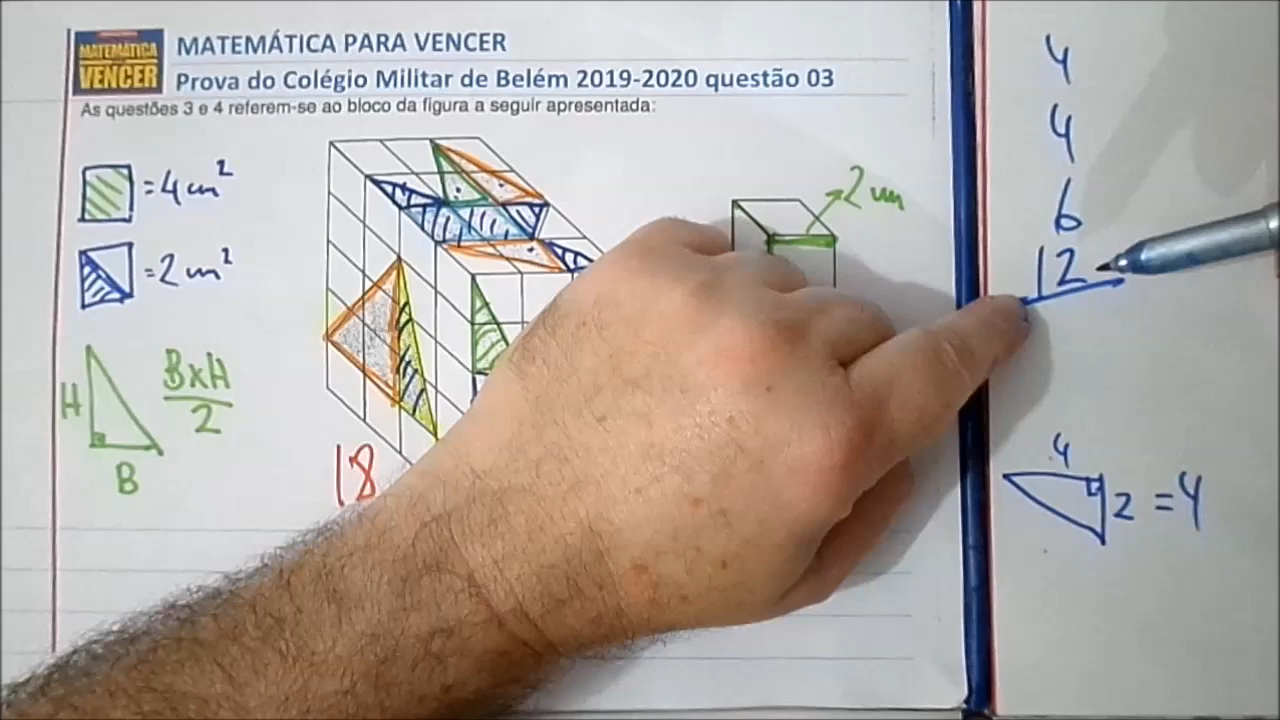 MATEMÁTICA
VENCER
MATEMÁTICA PARA VENCER
Prova do Colégio Militar de Belém 2019-2020 questão 03
As questões 3 e 4 referem-se ao bloco da figura a seguir apresentada:
= 4 cm²
= 2 cm²
H
B
BxH
2
18
2 cm
4
4
6
12
4
2 = 4